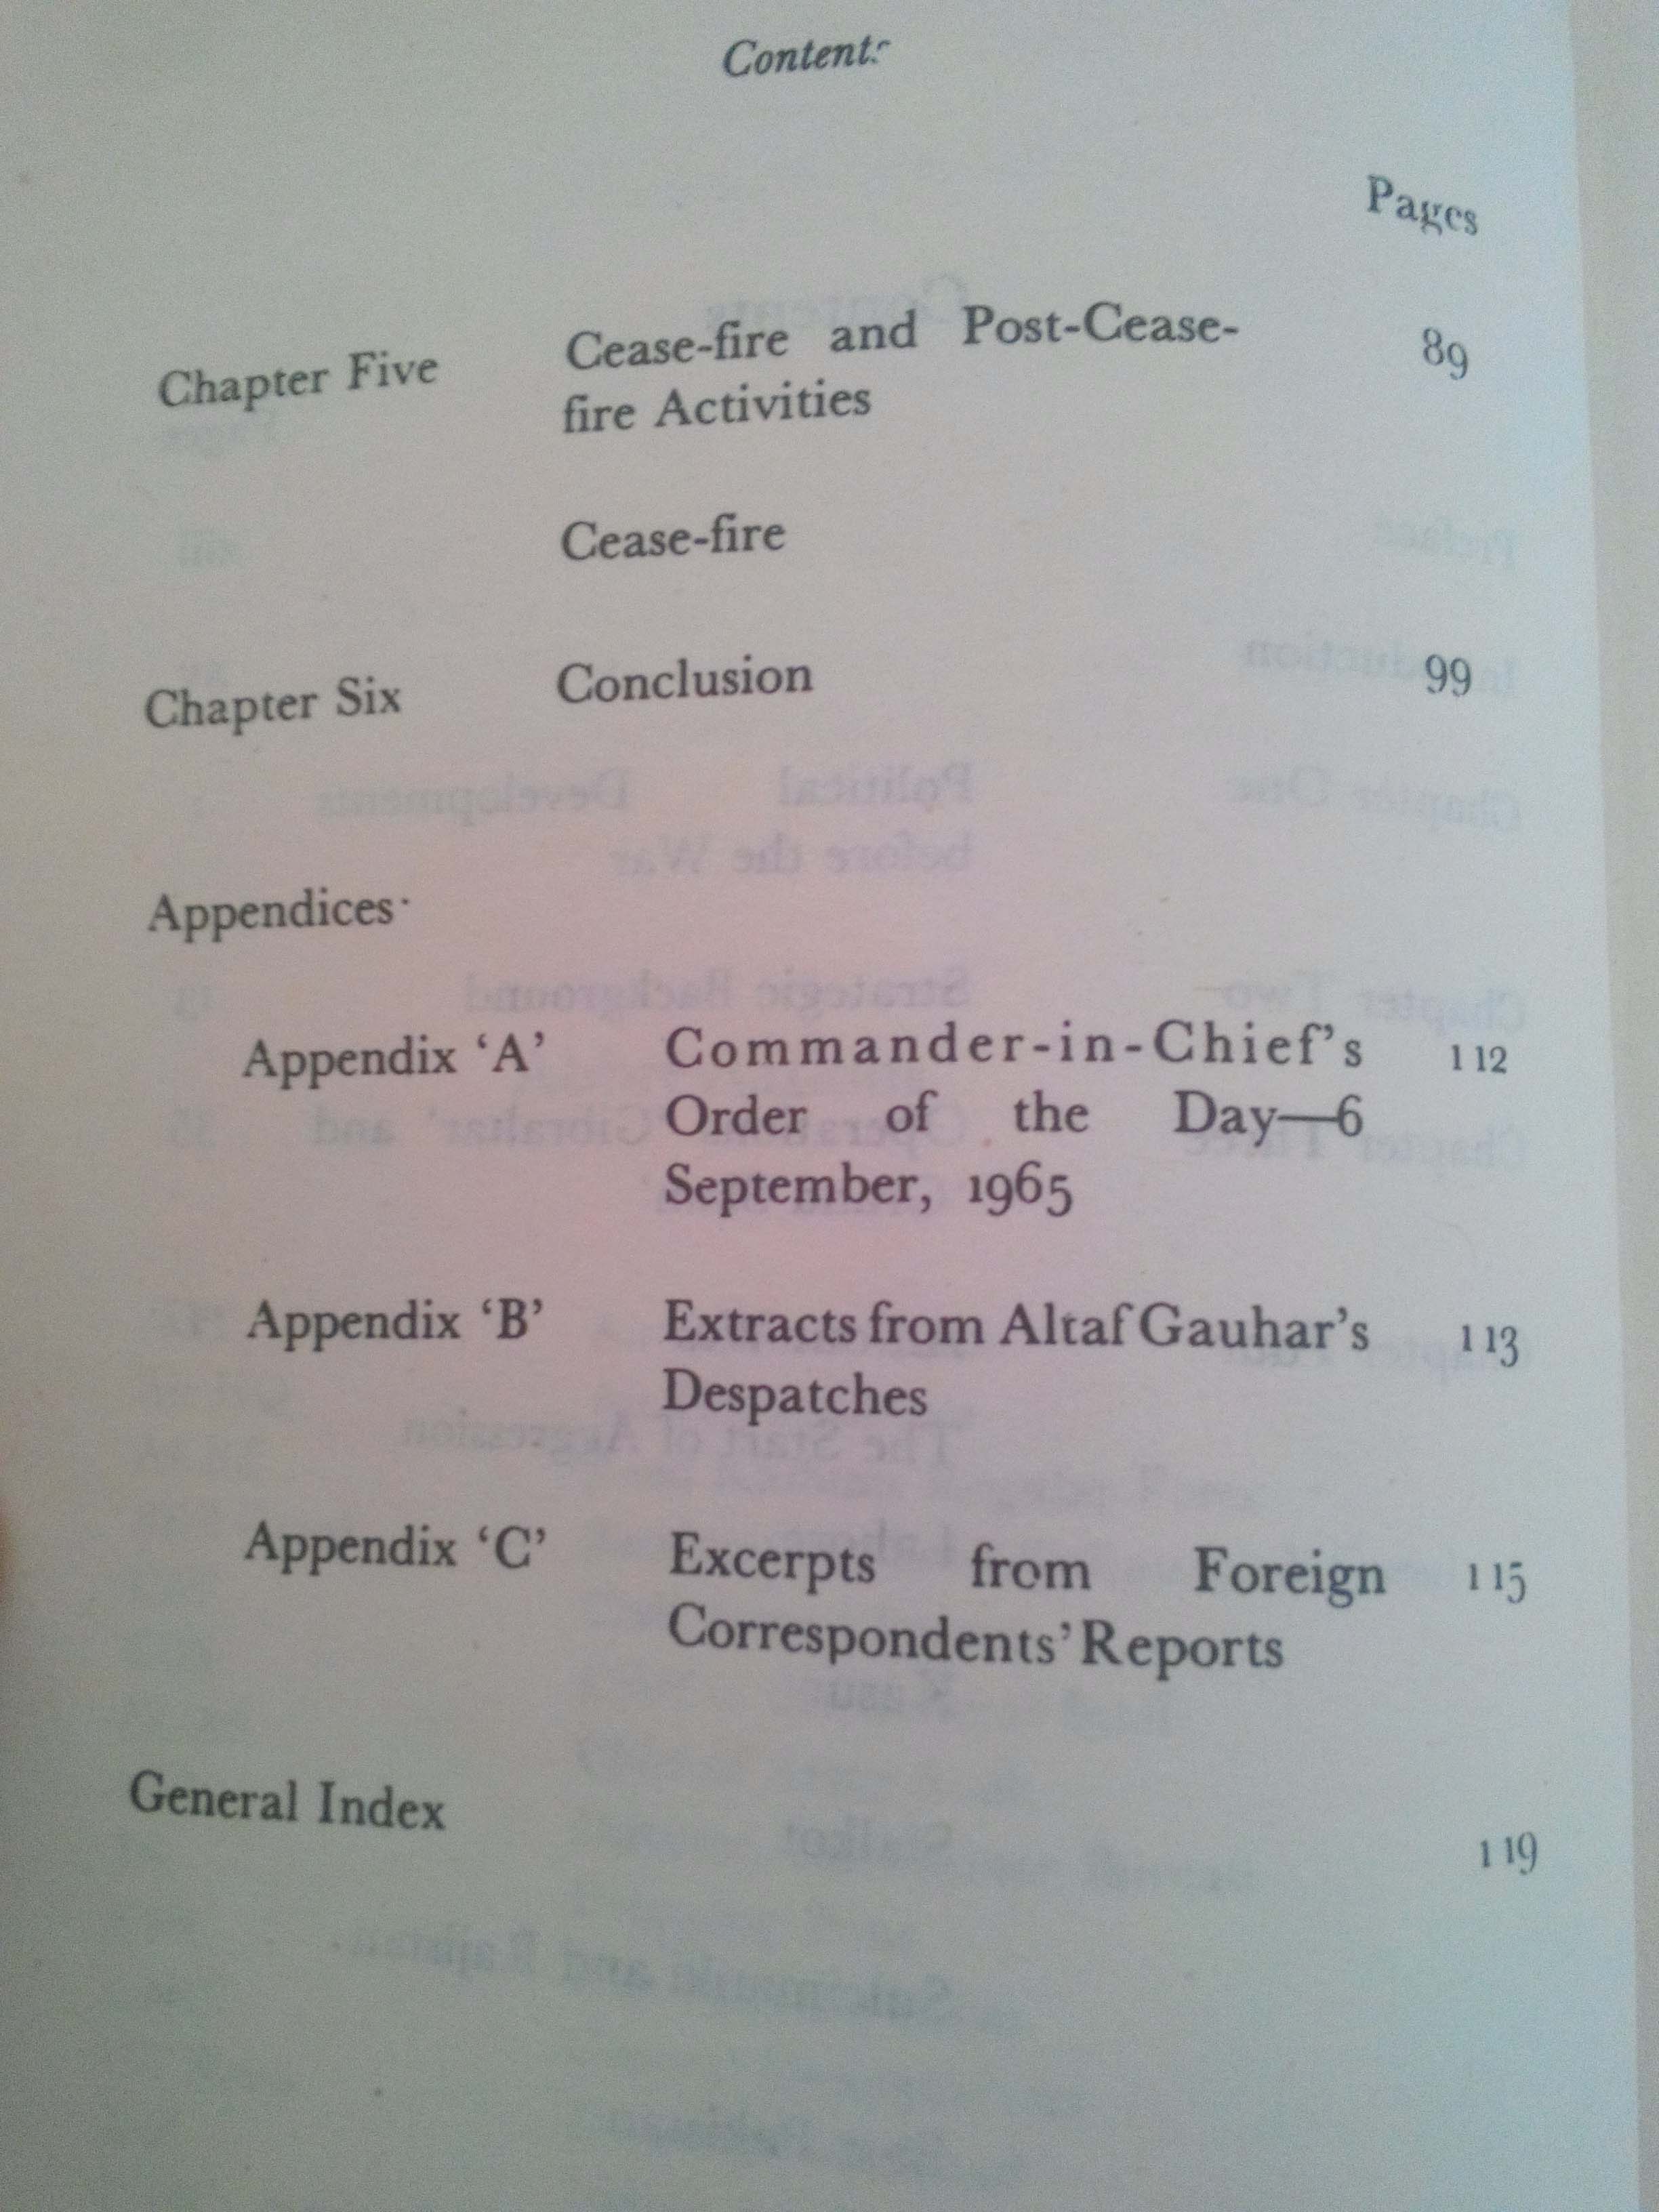 Contents
Pages
Chapter Five Cease-fire and Post-Cease- 89
fire Activities
Cease-fire
Chapter Six Conclusion 99
Appendices
Appendix ‘A’ Commander-in-Chief’s 112
Order of the Day—6
September, 1965
Appendix ‘B’ Extracts from Altaf Gauhar’s 113
Despatches
Appendix ‘C’ Excerpts from Foreign 115
Correspondents’ Reports
General Index 119